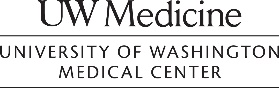 UW Medicine
UNIVERSITY OF WASHINGTON
MEDICAL CENTER